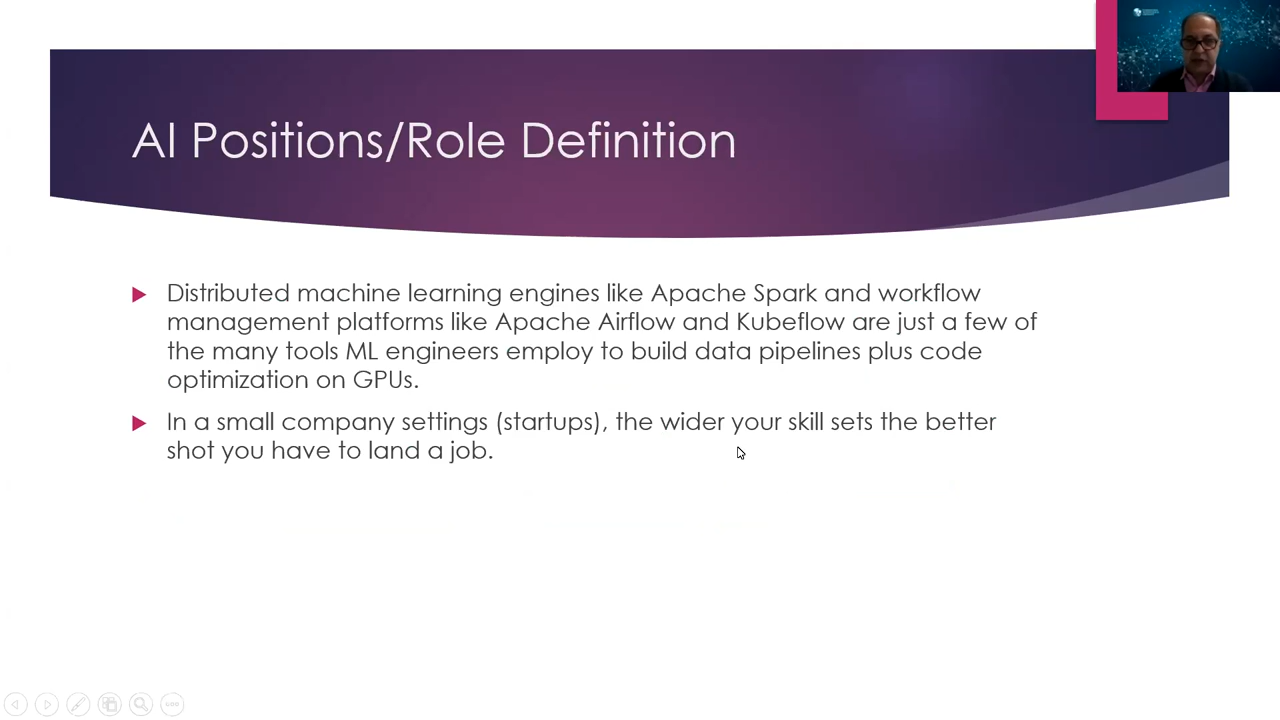 AI Positions/Role Definition
Distributed machine learning engines like Apache Spark and workflow
management platforms like Apache Airflow and Kubeflow are just a few of
the many tools ML engineers employ to build data pipelines plus code
optimization on GPUs.
In a small company settings (startups), the wider your skill sets the better
shot you have to land a job.